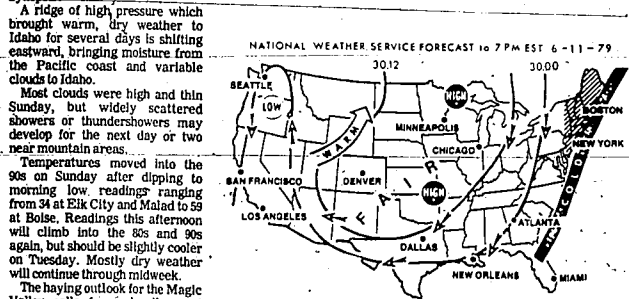 A ridge of high pressure which
brought warm, dry weather to
Idaho for several days is shifting
eastward, bringing moisture from
the Pacific coast and variable
clouds to Idaho.
Most clouds were high and thin
Sunday, but widely scattered
showers or thundershowers may
develop for the next day or two
near mountain areas.
Temperatures moved into the
90s on Sunday after dipping to
morning low readings ranging
from 34 at Elk City and Malad to 59
at Boise. Readings this afternoon
will climb into the 80s and 90s
again, but should be slightly cooler
on Tuesday. Mostly dry weather
will continue through midweek.
The haying outlook for the Magic
NATIONAL WEATHER SERVICE FORECAST to 7 PM EST 6-11-79
30.12
30.00
SEATTLE
LOW
HIGH
BOSTON
MINNEAPOLIS
NEW YORK
WARM
CHICAGO
COLD
SAN FRANCISCO
DENVER
FAIR
HIGH
LOS ANGELES
ATLANTA
DALLAS
NEW ORLEANS
MIAMI